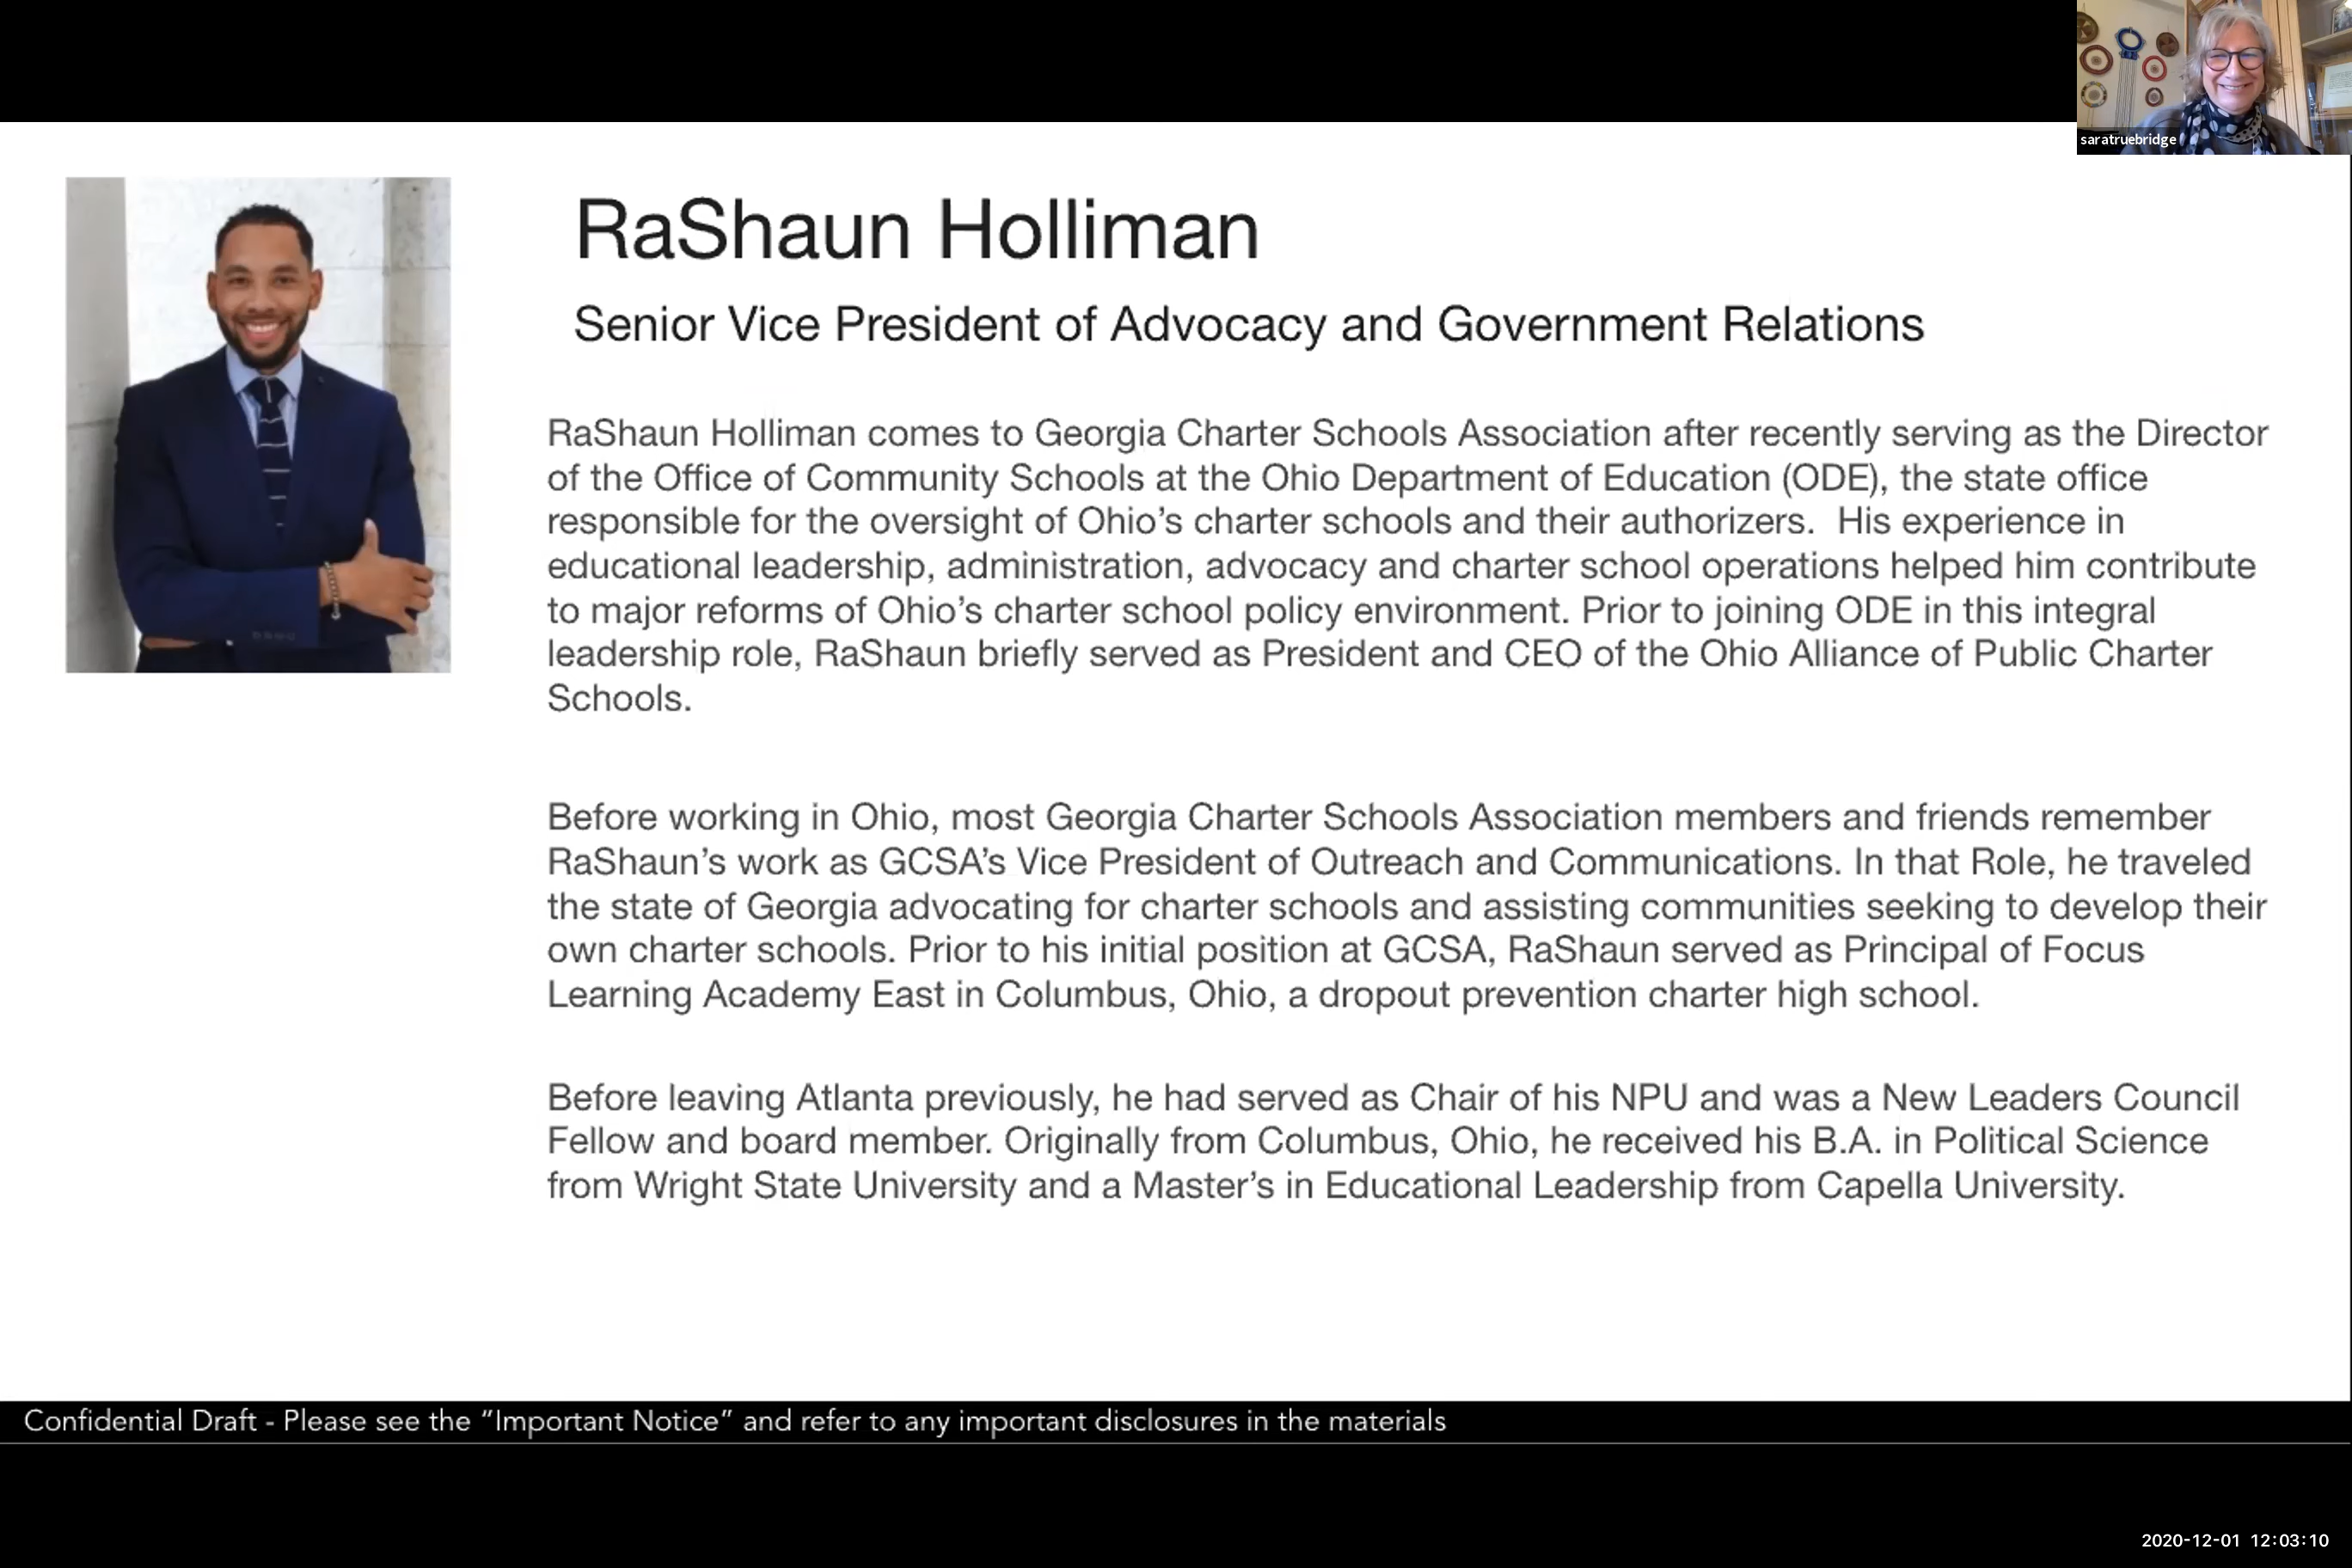 saratruebridge
RaShaun Holliman
Senior Vice President of Advocacy and Government Relations
RaShaun Holliman comes to Georgia Charter Schools Association after recently serving as the Director
of the Office of Community Schools at the Ohio Department of Education (ODE), the state office
responsible for the oversight of Ohio’s charter schools and their authorizers.  His experience in
educational leadership, administration, advocacy and charter school operations helped him contribute
to major reforms of Ohio’s charter school policy environment. Prior to joining ODE in this integral
leadership role, RaShaun briefly served as President and CEO of the Ohio Alliance of Public Charter
Schools.
Before working in Ohio, most Georgia Charter Schools Association members and friends remember
RaShaun’s work as GCSA’s Vice President of Outreach and Communications. In that Role, he traveled
the state of Georgia advocating for charter schools and assisting communities seeking to develop their
own charter schools. Prior to his initial position at GCSA, RaShaun served as Principal of Focus
Learning Academy East in Columbus, Ohio, a dropout prevention charter high school.
Before leaving Atlanta previously, he had served as Chair of his NPU and was a New Leaders Council
Fellow and board member. Originally from Columbus, Ohio, he received his B.A. in Political Science
from Wright State University and a Master’s in Educational Leadership from Capella University.
Confidential Draft - Please see the “Important Notice” and refer to any important disclosures in the materials
2020-12-01 12:03:10